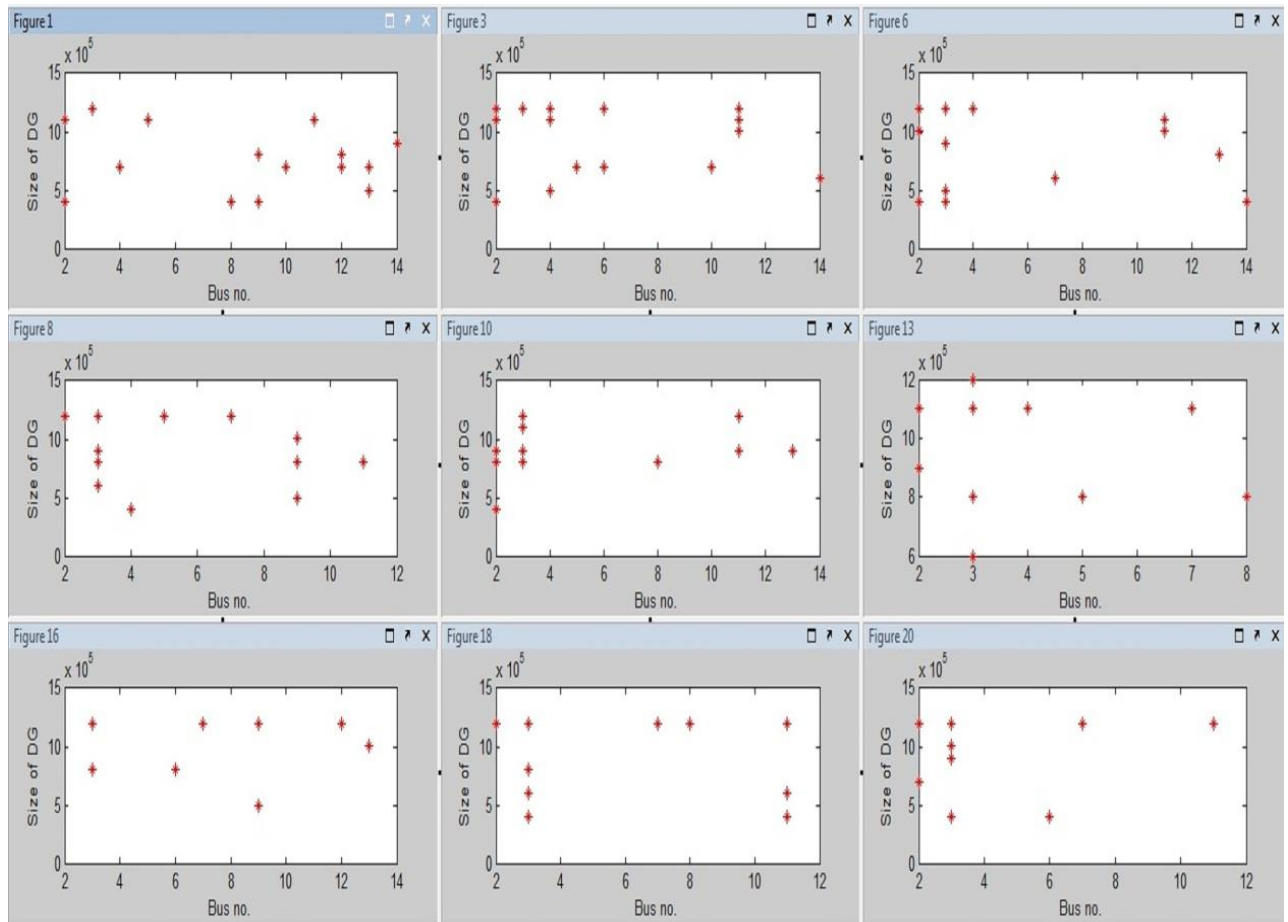 Figure 1
x 10^5
15
10
5
0
Size of DG
2 4 6 8 10 12 14
Bus no.
Figure 3
x 10^5
15
10
5
0
Size of DG
2 4 6 8 10 12 14
Bus no.
Figure 6
x 10^5
15
10
5
0
Size of DG
2 4 6 8 10 12 14
Bus no.
Figure 8
x 10^5
15
10
5
0
Size of DG
2 4 6 8 10 12
Bus no.
Figure 10
x 10^5
15
10
5
0
Size of DG
2 4 6 8 10 12 14
Bus no.
Figure 13
x 10^5
12
10
8
6
Size of DG
2 3 4 5 6 7 8
Bus no.
Figure 16
x 10^5
15
10
5
0
Size of DG
2 4 6 8 10 12 14
Bus no.
Figure 18
x 10^5
15
10
5
0
Size of DG
2 4 6 8 10 12
Bus no.
Figure 20
x 10^5
15
10
5
0
Size of DG
2 4 6 8 10 12
Bus no.